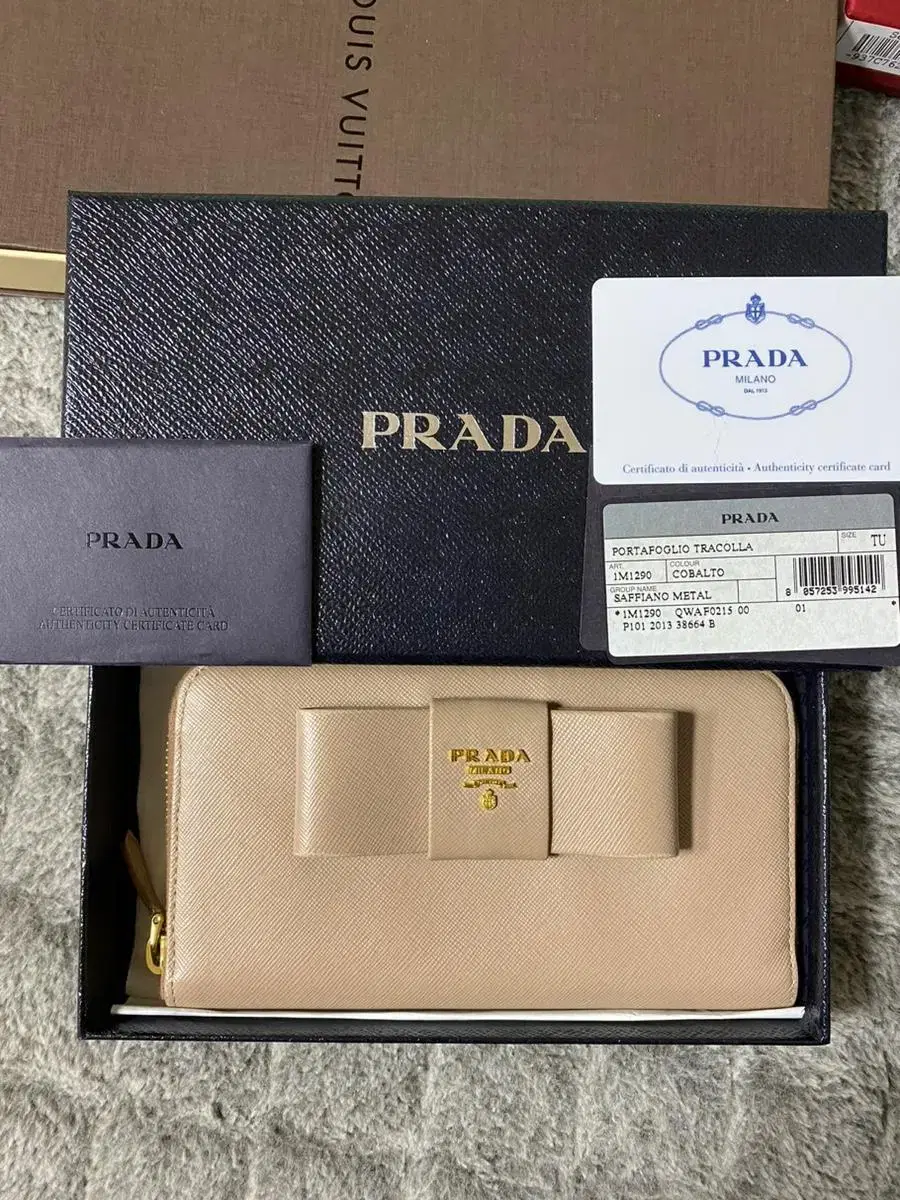 OUIS VUITTO
PRADA
PRADA
MILANO
DAL 1913
Certificato di autenticità • Authenticity certificate card
PRADA
CERTIFICATO DI AUTENTICITÀ
AUTHENTICITY CERTIFICATE CARD
PRADA
PORTAFOGLIO TRACOLLA
SIZE TU
ART. 1M1290 COLOUR COBALTO
GROUP NAME
SAFFIANO METAL
*1M1290 QWAF0215 00 01
P101 2013 38664 B
8 057253 995142
PRADA
MILANO